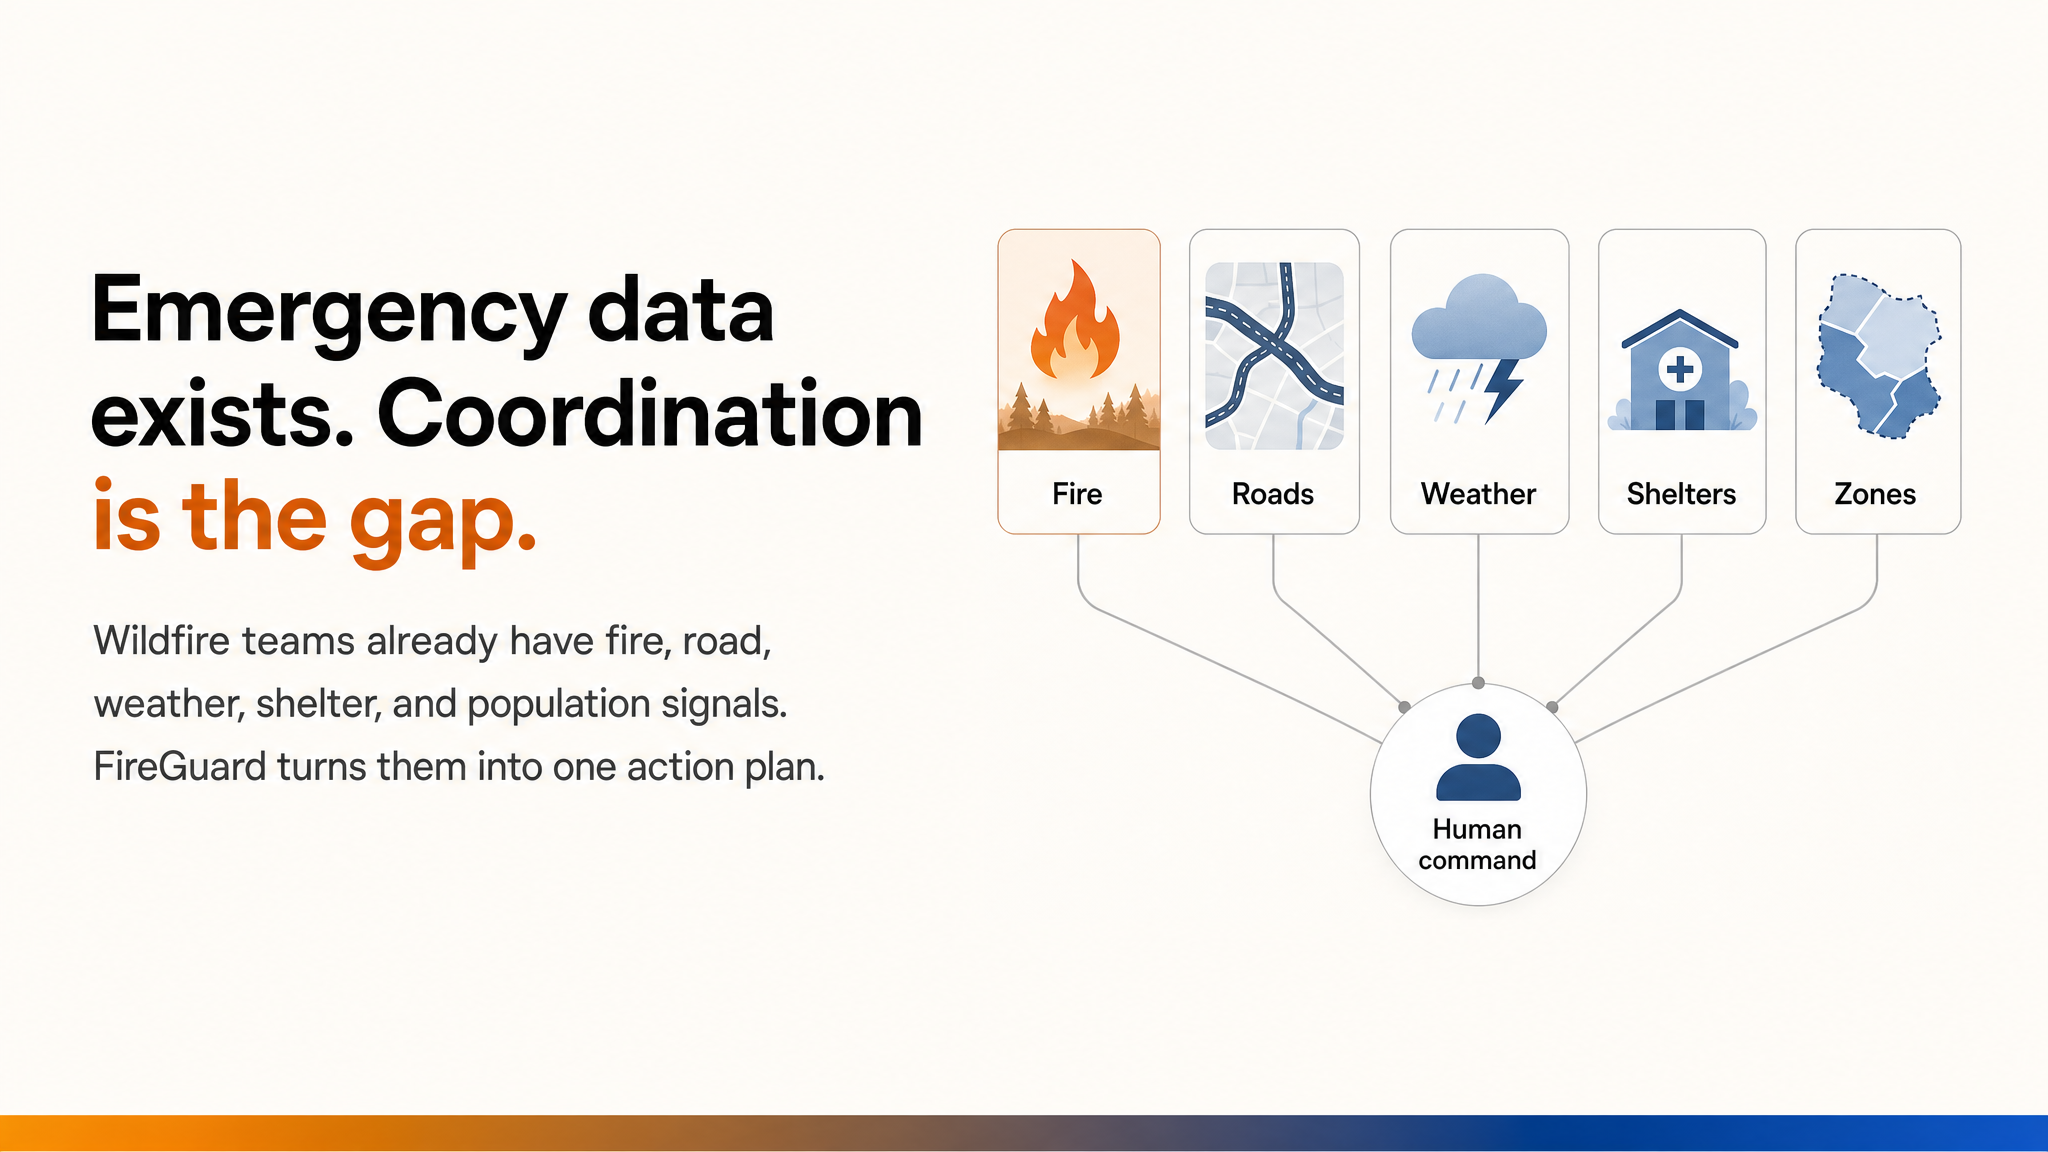 Emergency data
exists. Coordination
is the gap.
Wildfire teams already have fire, road,
weather, shelter, and population signals.
FireGuard turns them into one action plan.
Fire
Roads
Weather
Shelters
Zones
Human
command